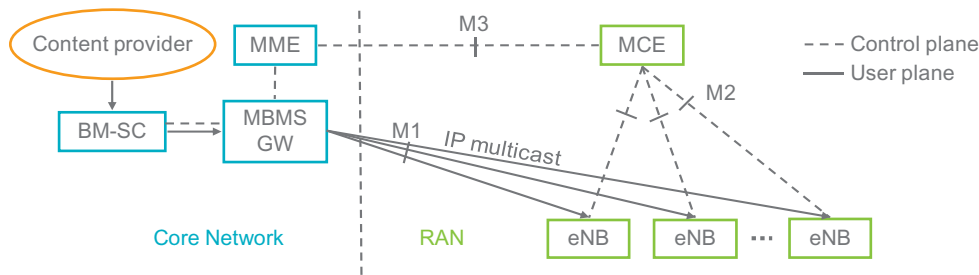 Content provider
MME
M3
MCE
Control plane
User plane
BM-SC
MBMS
GW
M1
IP multicast
M2
Core Network
RAN
eNB
eNB
eNB